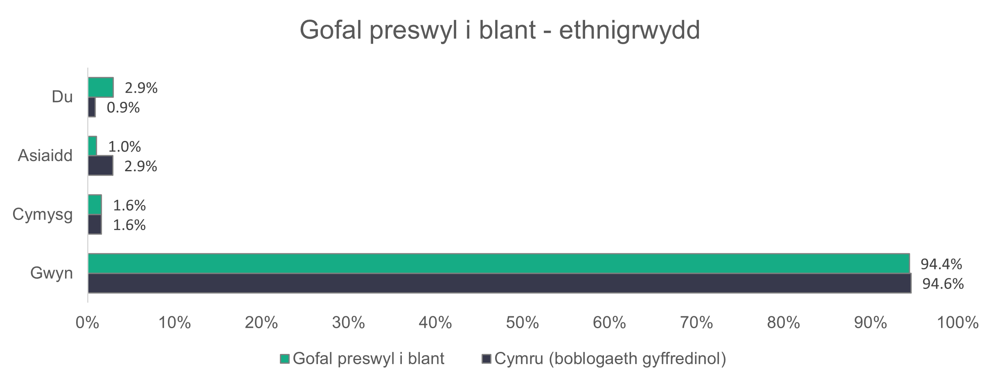 Gofal preswyl i blant - ethnigrwydd
Du
2.9%
0.9%
Asiaidd
1.0%
2.9%
Cymysg
1.6%
1.6%
Gwyn
94.4%
94.6%
0% 10% 20% 30% 40% 50% 60% 70% 80% 90% 100%
Gofal preswyl i blant Cymru (boblogaeth gyffredinol)